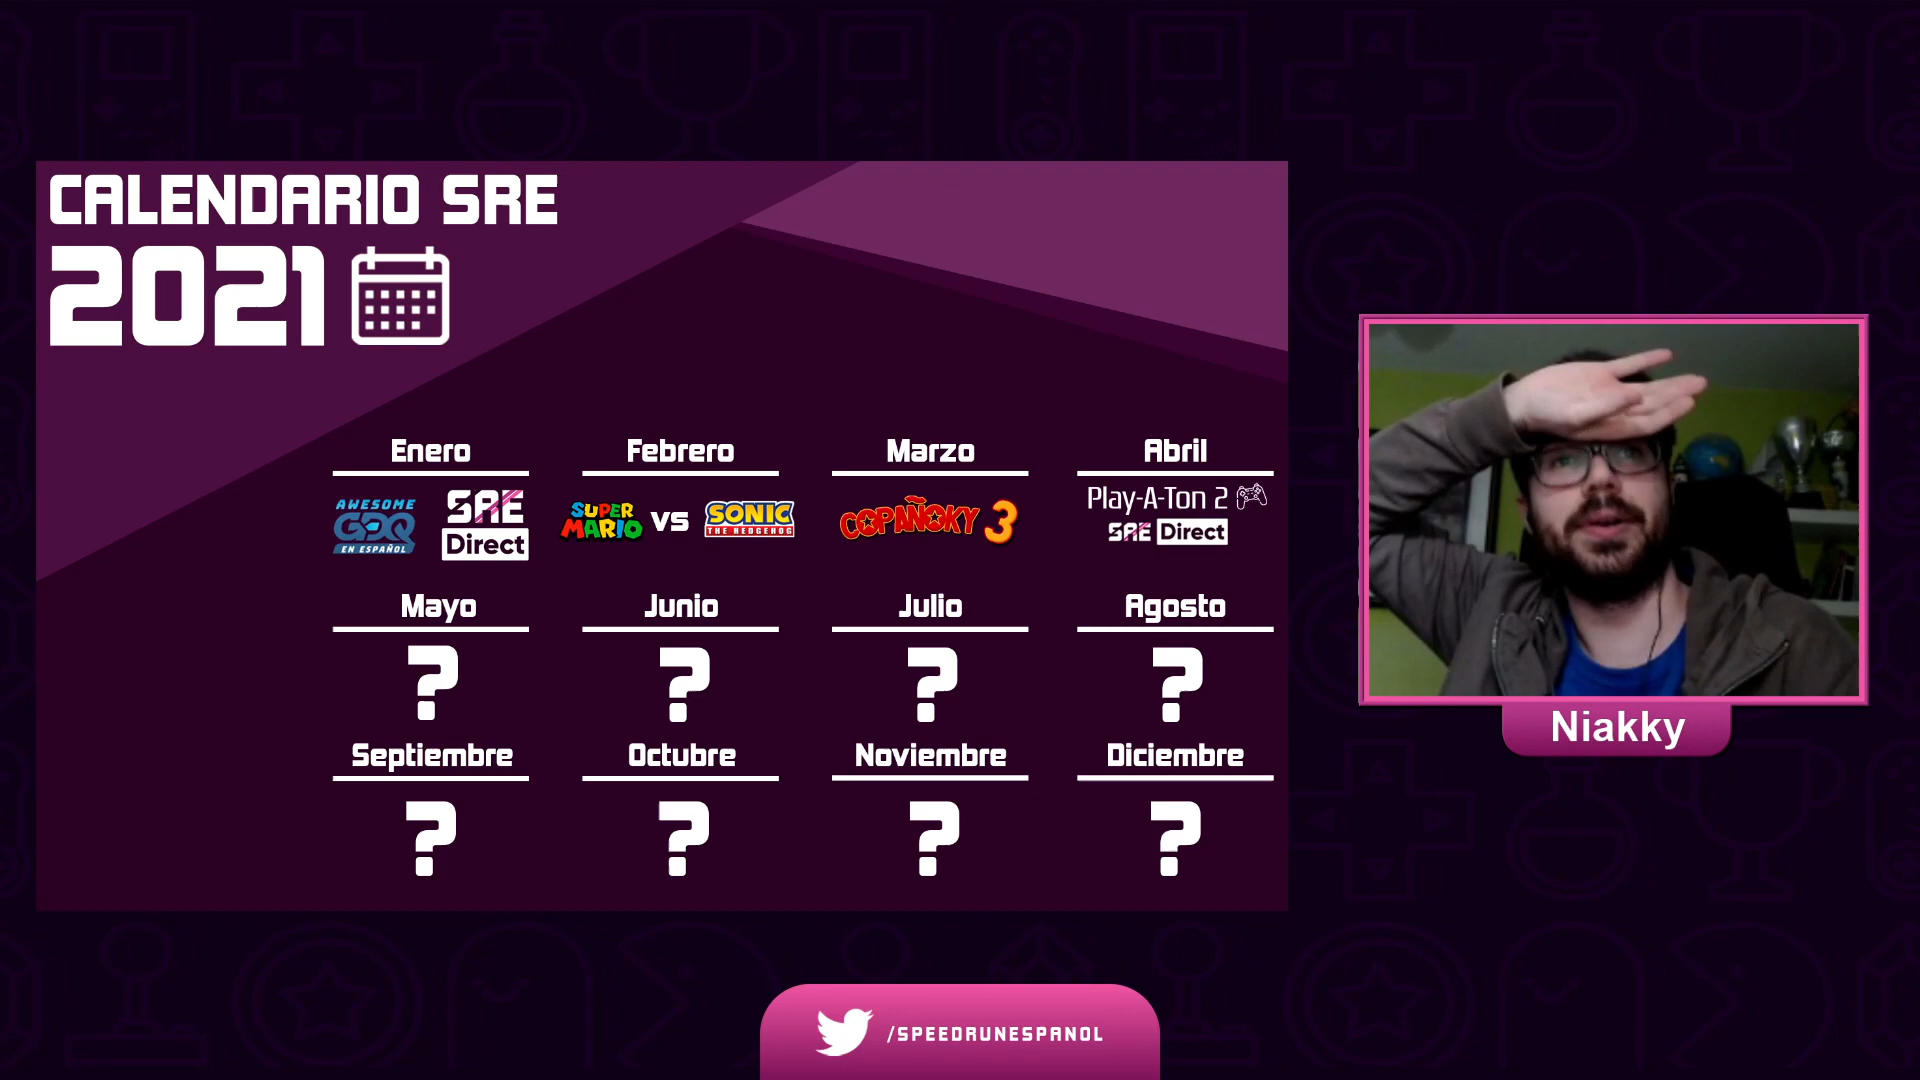 CALENDARIO SRE
2021
Enero
Febrero
Marzo
Abril
AWESOME
GDQ
EN ESPAÑOL
SRE
Direct
SUPER
MARIO
VS
SONIC
THE HEDGEHOG
COPAÑOKY 3
Play-A-Ton 2
SRE Direct
Mayo
Junio
Julio
Agosto
?
?
?
?
Septiembre
Octubre
Noviembre
Diciembre
?
?
?
?
Niakky
/SPEEDRUNESPANOL